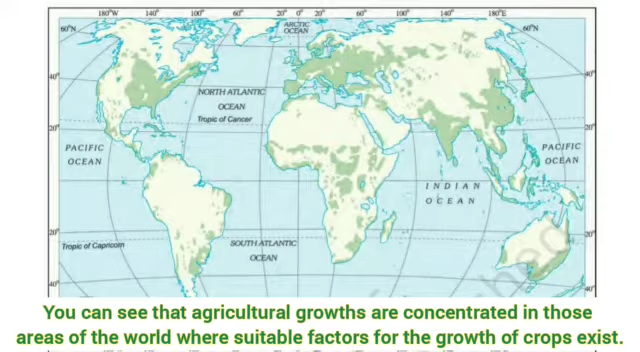 180°W 140° 100° 60° 20° 0° 20° 60° 100° 140° 180°E
ARCTIC
OCEAN
60°N 60°N
40° 40°
NORTH ATLANTIC
OCEAN
Tropic of Cancer
20° 20°
PACIFIC
OCEAN
PACIFIC
OCEAN
INDIAN
OCEAN
20° 20°
Tropic of Capricorn
SOUTH ATLANTIC
OCEAN
40° 40°
You can see that agricultural growths are concentrated in those
areas of the world where suitable factors for the growth of crops exist.